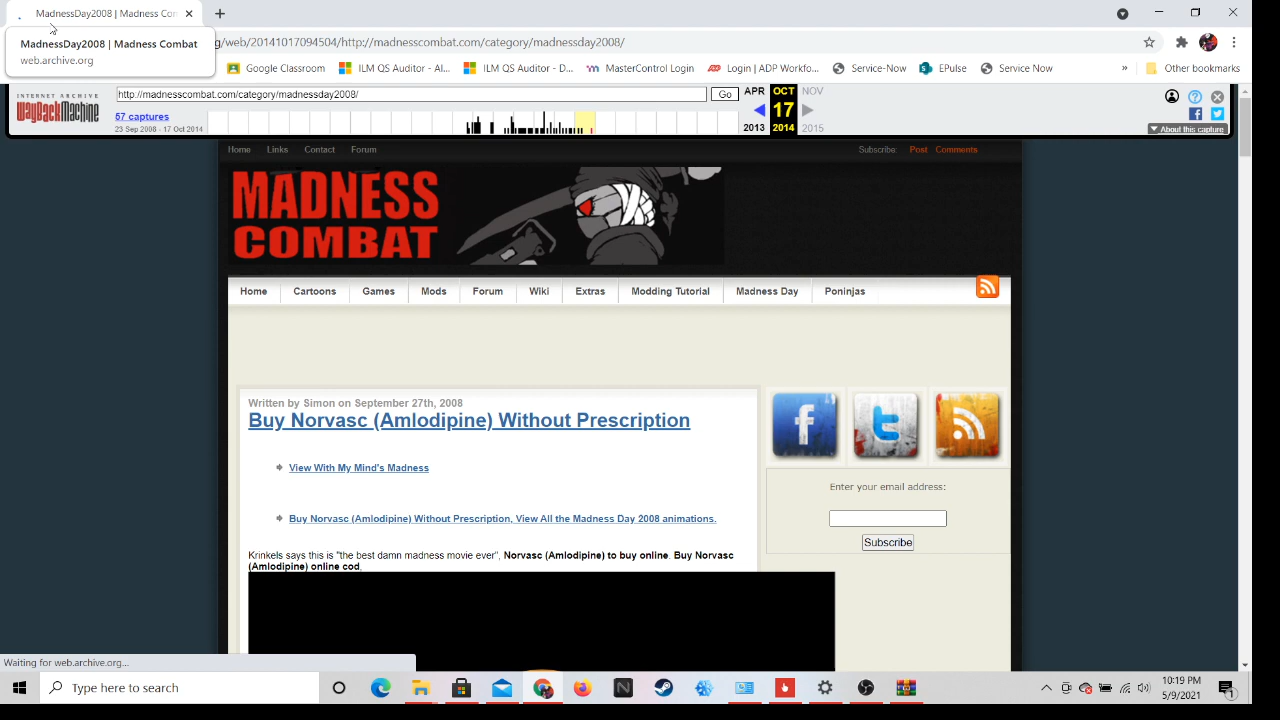 MadnessDay2008 | Madness Con
MadnessDay2008 | Madness Combat
web.archive.org
g/web/20141017094504/http://madnesscombat.com/category/madnessday2008/
Google Classroom
ILM QS Auditor - Al...
ILM QS Auditor - D...
MasterControl Login
Login | ADP Workfo...
Service-Now
EPulse
Service Now
»
Other bookmarks
INTERNET ARCHIVE
WayBackMachine
http://madnesscombat.com/category/madnessday2008/
Go
APR
OCT
NOV
57 captures
17
23 Sep 2008 - 17 Oct 2014
2013
2014
2015
About this capture
Home
Links
Contact
Forum
Subscribe:
Post
Comments
MADNESS
COMBAT
Home
Cartoons
Games
Mods
Forum
Wiki
Extras
Modding Tutorial
Madness Day
Poninjas
Written by Simon on September 27th, 2008
Buy Norvasc (Amlodipine) Without Prescription
View With My Mind's Madness
Buy Norvasc (Amlodipine) Without Prescription, View All the Madness Day 2008 animations.
Krinkels says this is "the best damn madness movie ever", Norvasc (Amlodipine) to buy online. Buy Norvasc
(Amlodipine) online cod,
Enter your email address:
Subscribe
Waiting for web.archive.org...
Type here to search
10:19 PM
5/9/2021